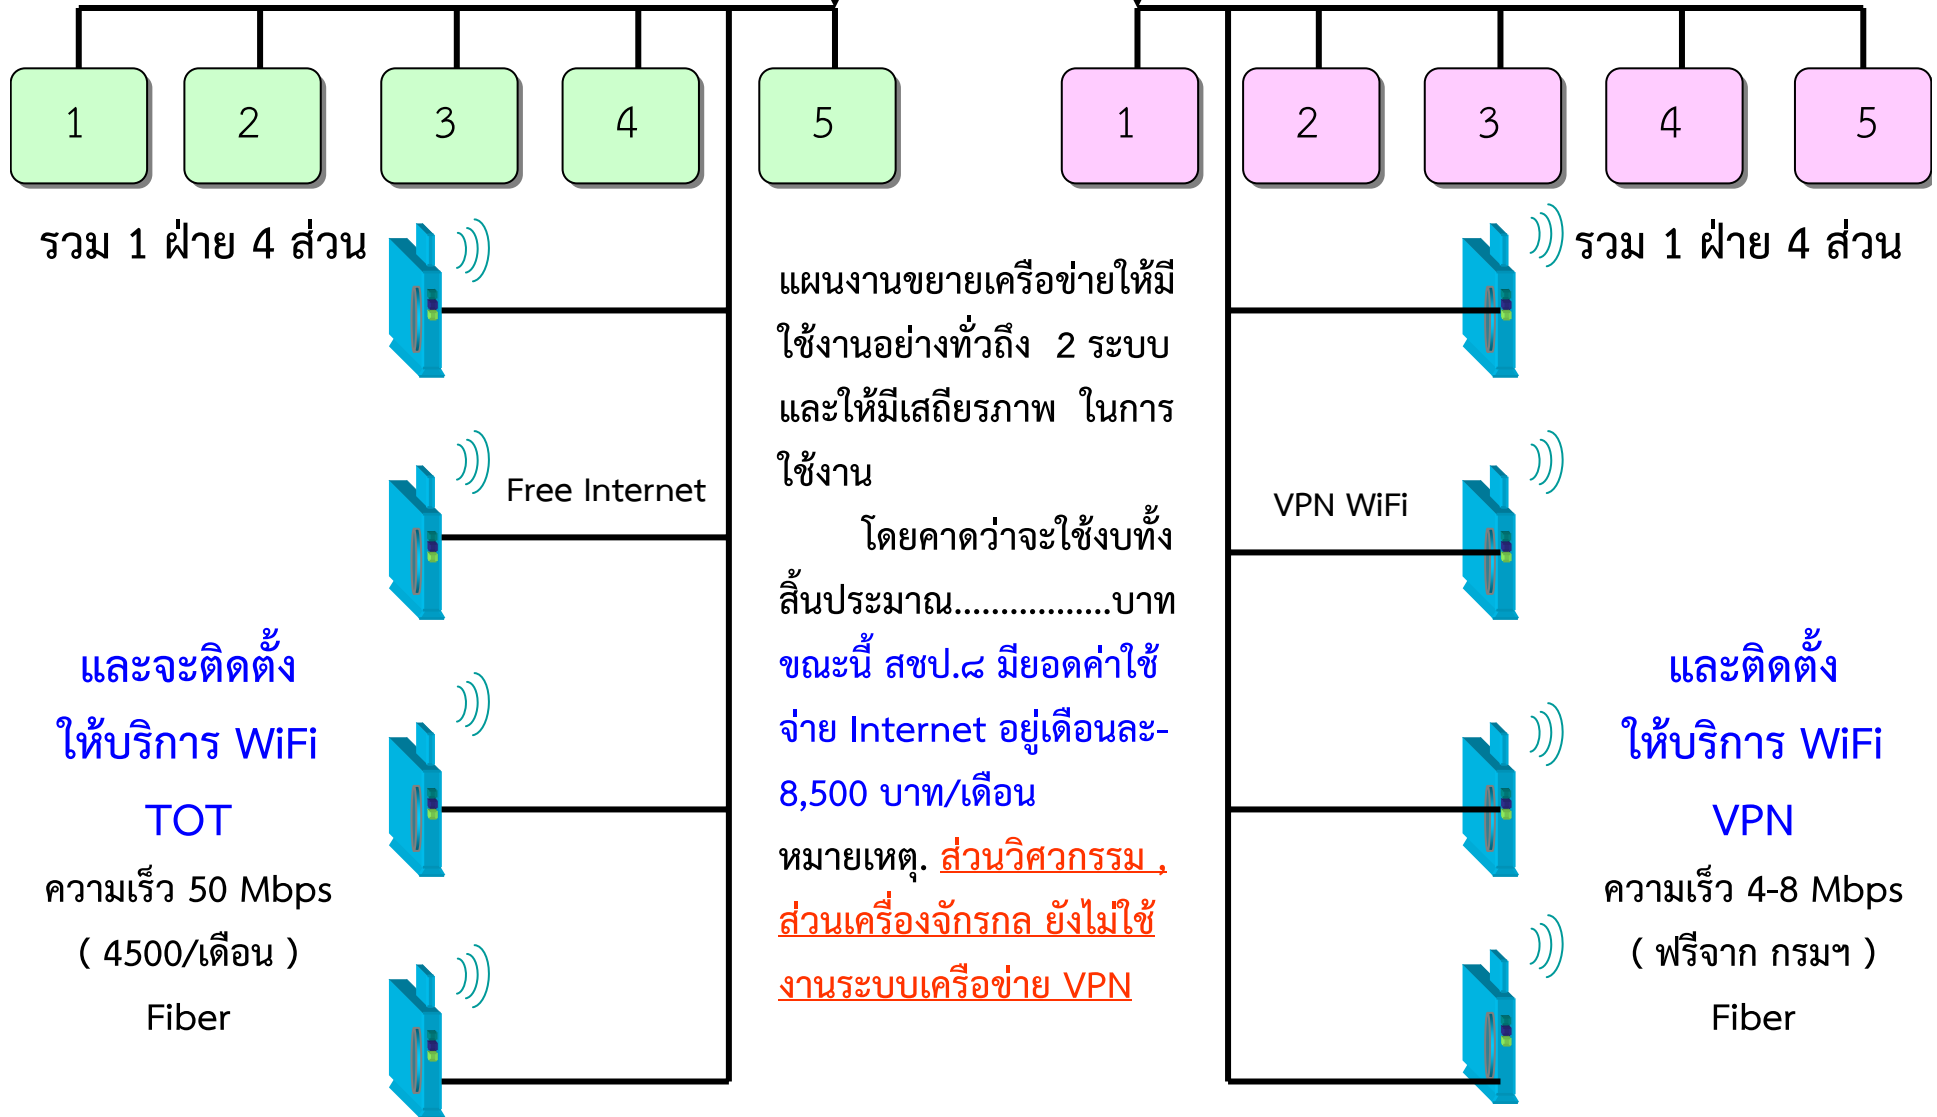 1 2 3 4 5
1 2 3 4 5
รวม 1 ฝ่าย 4 ส่วน
Free Internet
และจะติดตั้ง
ให้บริการ WiFi
TOT
ความเร็ว 50 Mbps
( 4500/เดือน )
Fiber
แผนงานขยายเครือข่ายให้มี
ใช้งานอย่างทั่วถึง 2 ระบบ
และให้มีเสถียรภาพ ในการ
ใช้งาน
โดยคาดว่าจะใช้งบทั้ง
สิ้นประมาณ.................บาท
ขณะนี้ สชป.๘ มียอดค่าใช้
จ่าย Internet อยู่เดือนละ-
8,500 บาท/เดือน
หมายเหตุ. ส่วนวิศวกรรม ,
ส่วนเครื่องจักรกล ยังไม่ใช้
งานระบบเครือข่าย VPN
รวม 1 ฝ่าย 4 ส่วน
VPN WiFi
และติดตั้ง
ให้บริการ WiFi
VPN
ความเร็ว 4-8 Mbps
( ฟรีจาก กรมฯ )
Fiber